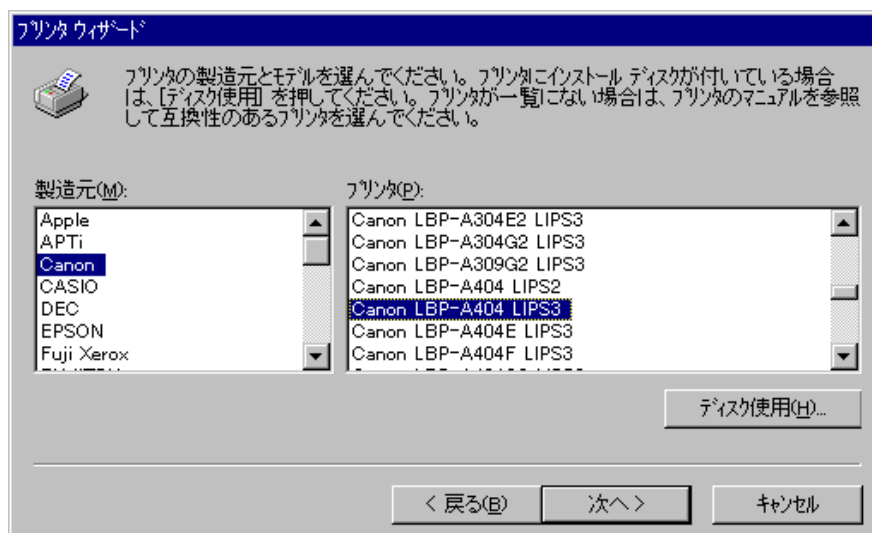 プリンタ ウィザード
プリンタの製造元とモデルを選んでください。プリンタにインストール ディスクが付いている場合
は、[ディスク使用] を押してください。プリンタが一覧にない場合は、プリンタのマニュアルを参照
して互換性のあるプリンタを選んでください。
製造元(M):
Apple
APTi
Canon
CASIO
DEC
EPSON
Fuji Xerox
プリンタ(P):
Canon LBP-A304E2 LIPS3
Canon LBP-A304G2 LIPS3
Canon LBP-A309G2 LIPS3
Canon LBP-A404 LIPS2
Canon LBP-A404 LIPS3
Canon LBP-A404E LIPS3
Canon LBP-A404F LIPS3
ディスク使用(H)...
< 戻る(B)
次へ >
キャンセル